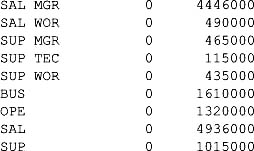 SAL MGR 0 4446000
SAL WOR 0 490000
SUP MGR 0 465000
SUP TEC 0 115000
SUP WOR 0 435000
BUS 0 1610000
OPE 0 1320000
SAL 0 4936000
SUP 0 1015000